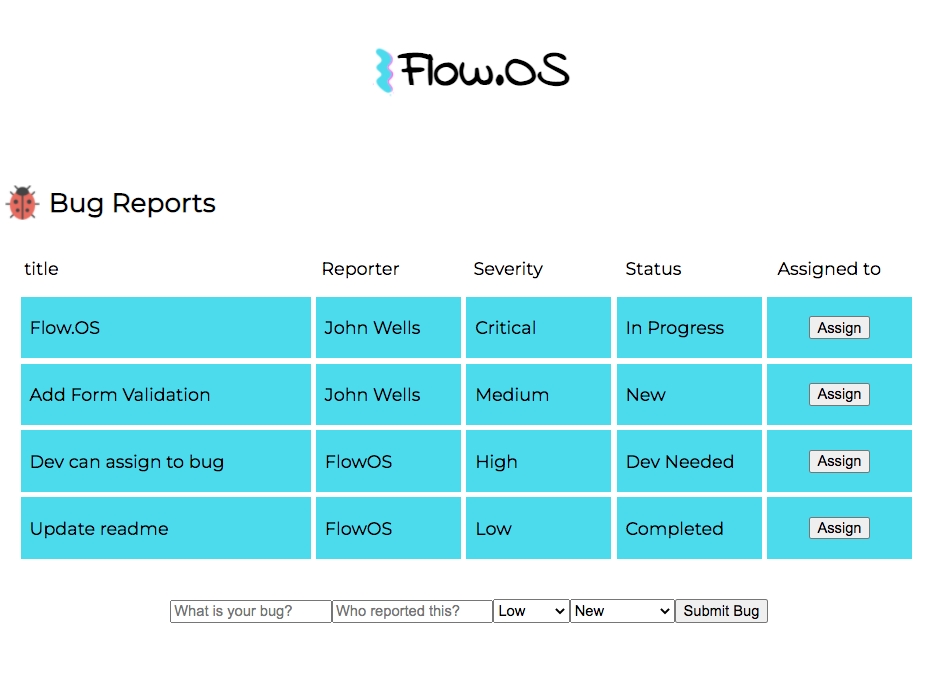 Flow.OS
Bug Reports
title Reporter Severity Status Assigned to
Flow.OS John Wells Critical In Progress Assign
Add Form Validation John Wells Medium New Assign
Dev can assign to bug FlowOS High Dev Needed Assign
Update readme FlowOS Low Completed Assign
What is your bug? Who reported this? Low New Submit Bug